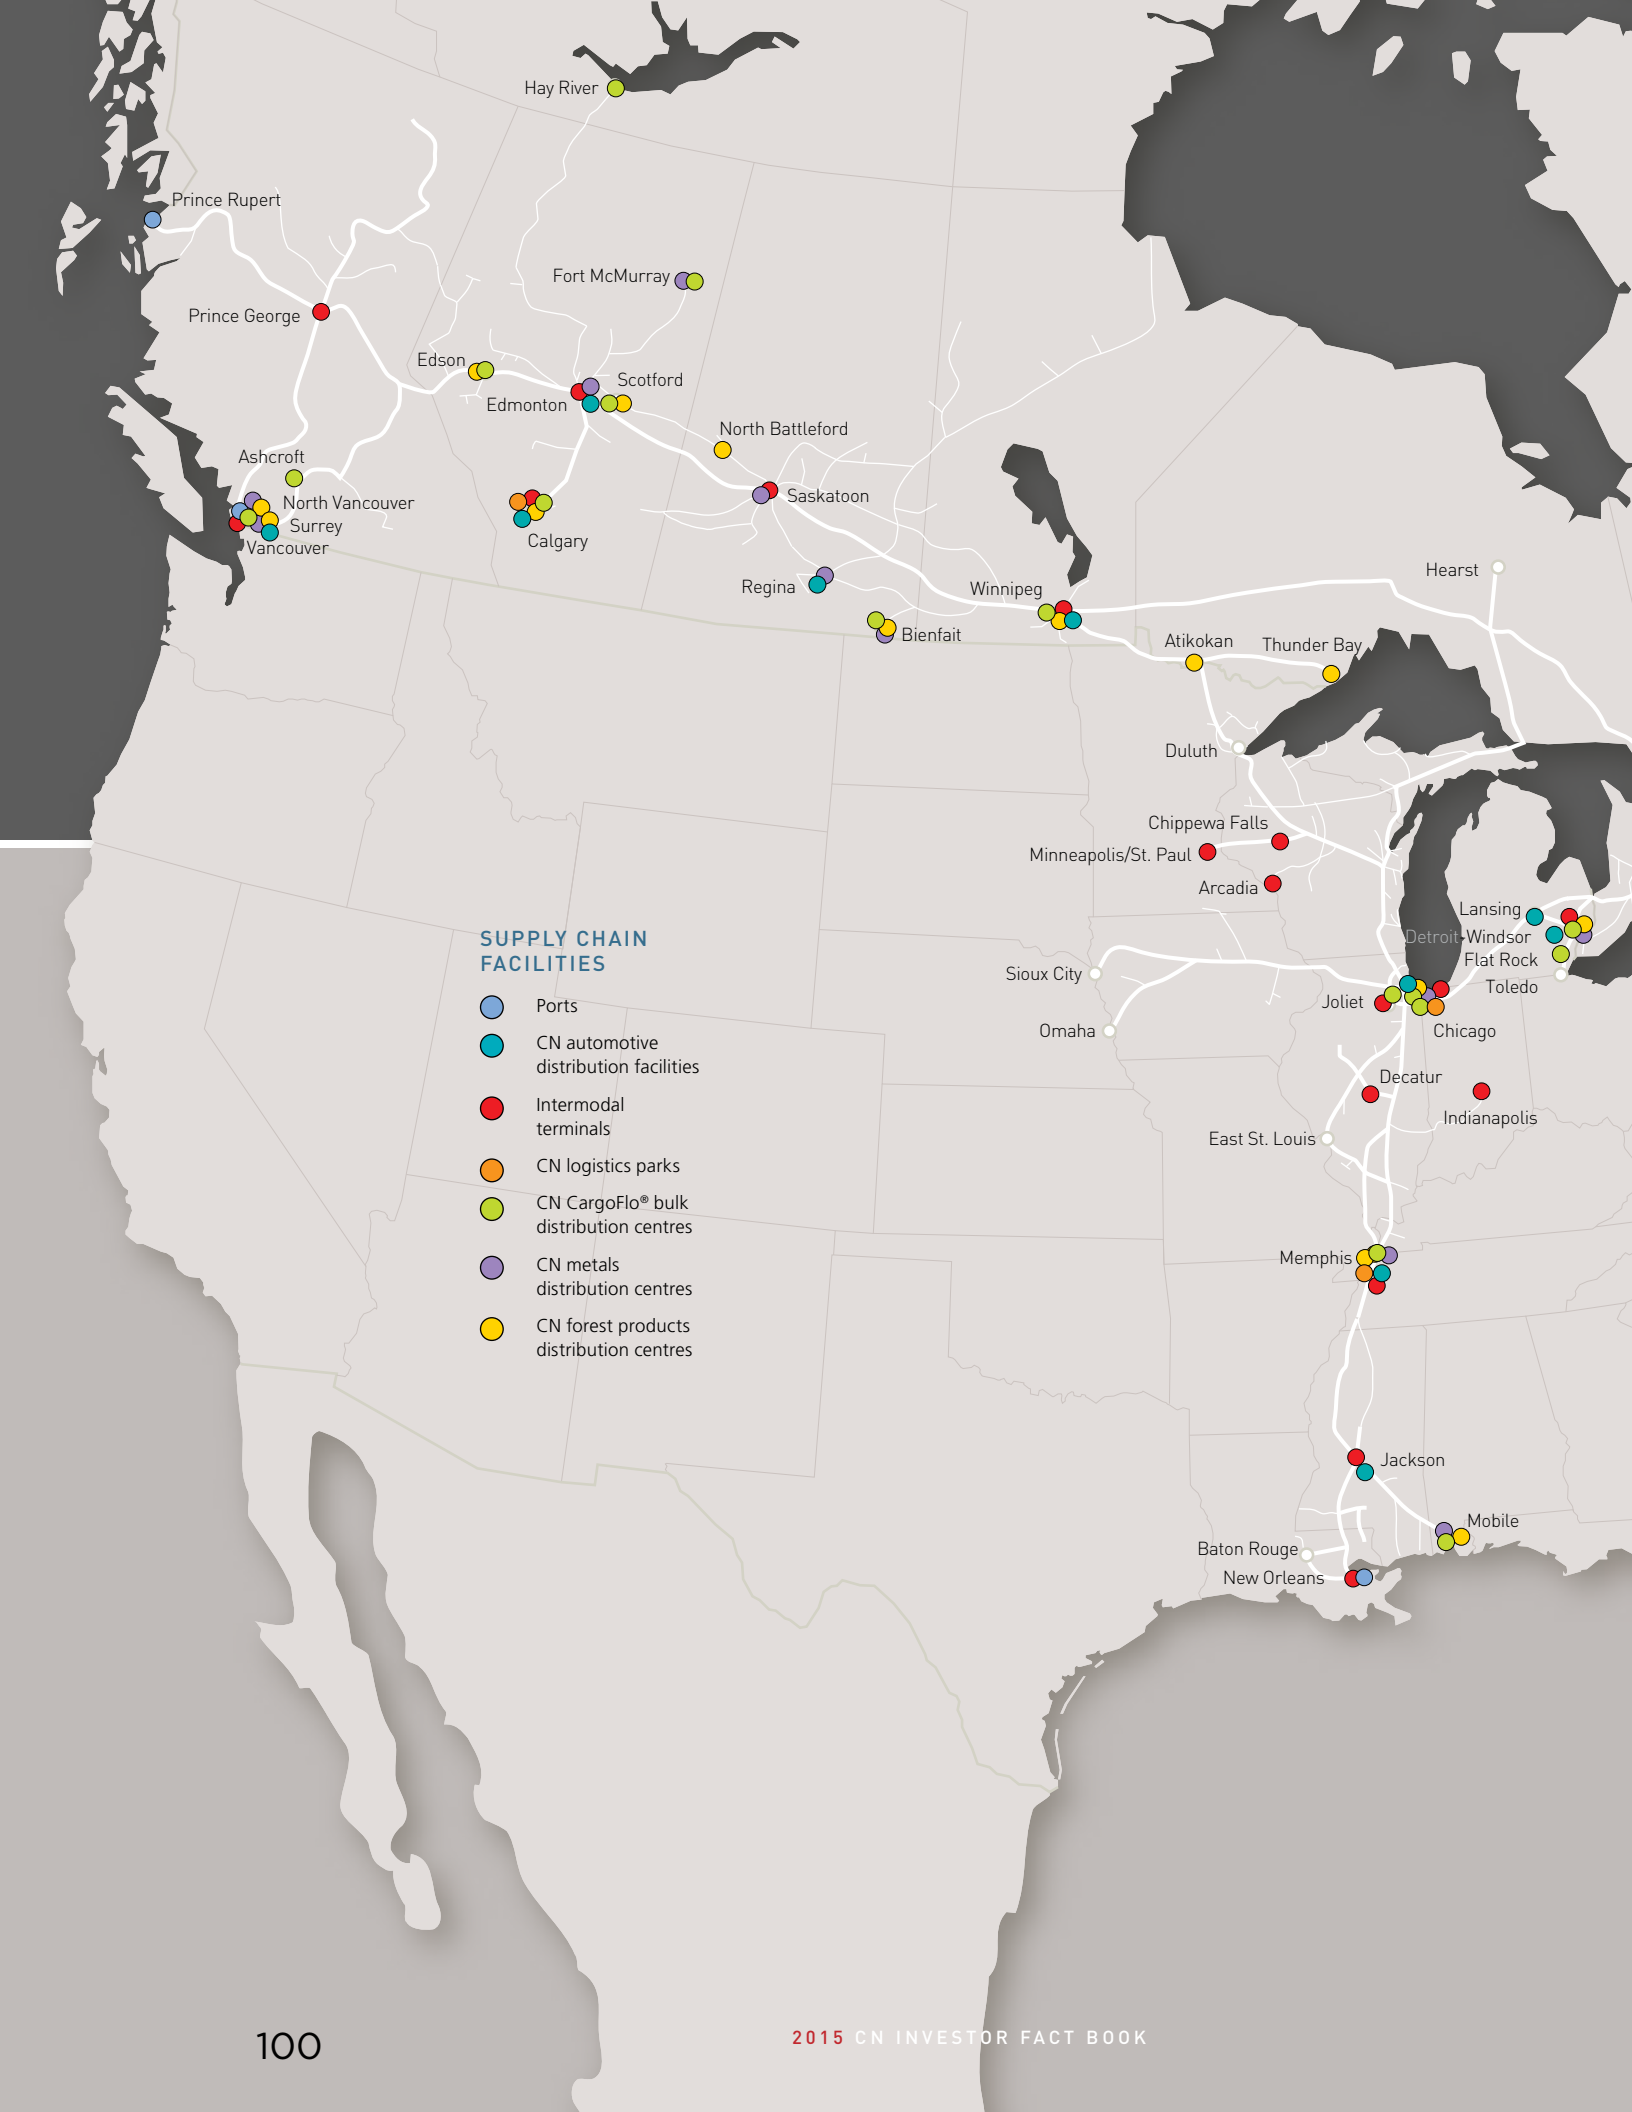 Hay River
Prince Rupert
Fort McMurray
Prince George
Edson
Scotford
Edmonton
North Battleford
Ashcroft
Saskatoon
North Vancouver
Surrey
Vancouver
Calgary
Hearst
Regina
Winnipeg
Bienfait
Atikokan
Thunder Bay
Duluth
Chippewa Falls
Minneapolis/St. Paul
Arcadia
Lansing
Detroit-Windsor
Flat Rock
Toledo
Sioux City
Joliet
Omaha
Chicago
Decatur
Indianapolis
East St. Louis
Memphis
Jackson
Mobile
Baton Rouge
New Orleans
SUPPLY CHAIN
FACILITIES
Ports
CN automotive
distribution facilities
Intermodal
terminals
CN logistics parks
CN CargoFlo® bulk
distribution centres
CN metals
distribution centres
CN forest products
distribution centres
100
2015 CN INVESTOR FACT BOOK